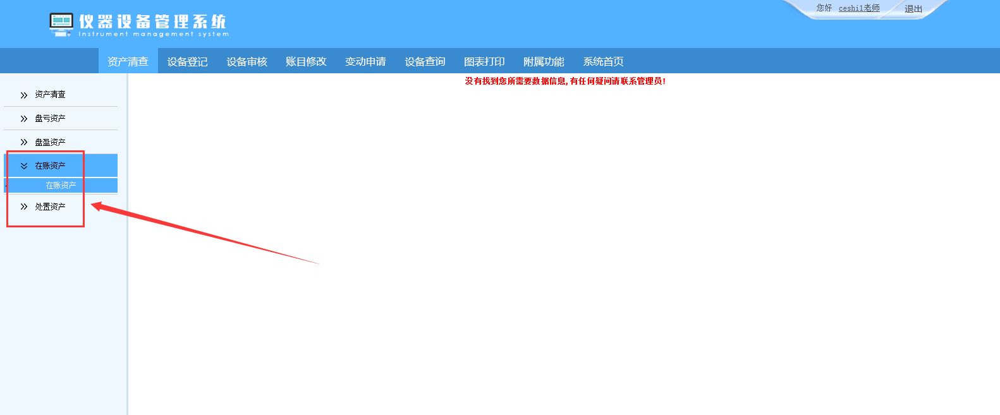 仪器设备管理系统
Instrument management system
您好 ceshi1老师 退出
资产清查 设备登记 设备审核 账目修改 变动申请 设备查询 图表打印 附属功能 系统首页
没有找到您所需要数据信息,有任何疑问请联系管理员!
资产清查
盘亏资产
盘盈资产
在账资产
在账资产
处置资产